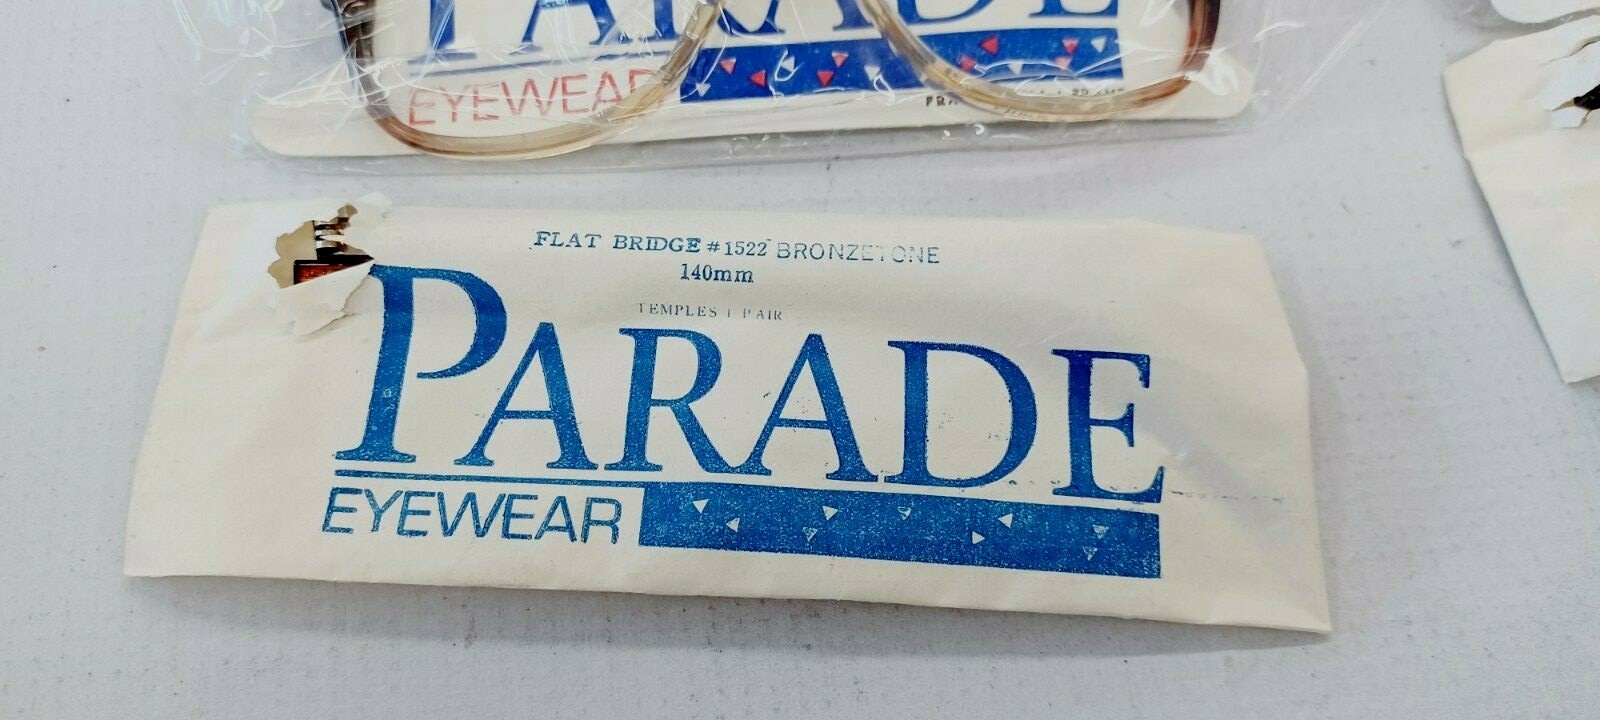 PARADE
EYEWEAR
FLAT BRIDGE #1522 BRONZETONE
140mm
TEMPLES 1 PAIR
PARADE
EYEWEAR